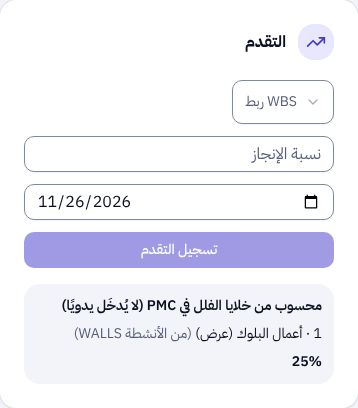 التقدم
ربط WBS
نسبة الإنجاز
11/26/2026
تسجيل التقدم
محسوب من خلايا الفلل في PMC (لا يُدخَل يدويًا)
1 · أعمال البلوك (عرض) (من الأنشطة WALLS)
25%